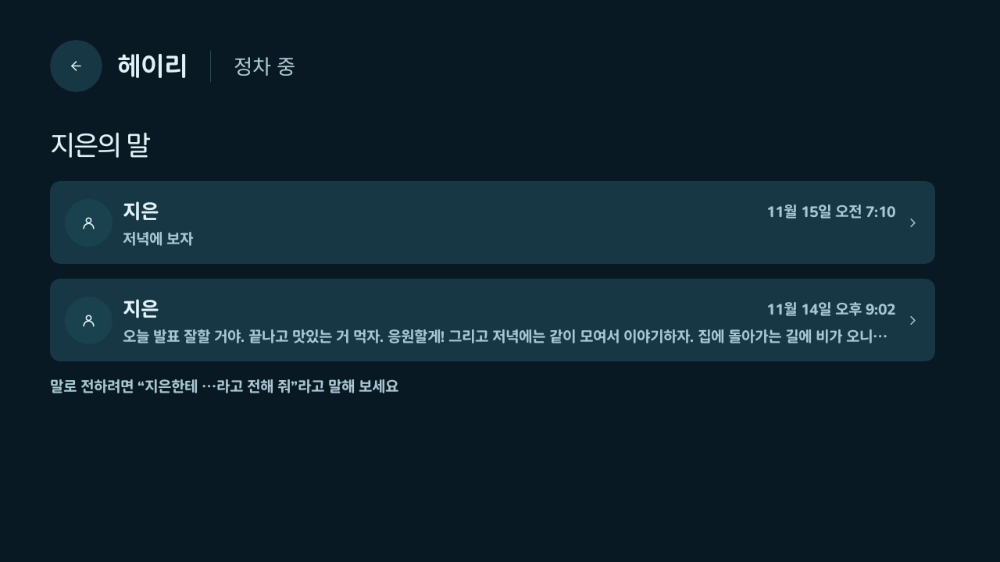 헤이리
정차 중
지은의 말
지은
11월 15일 오전 7:10
저녁에 보자
지은
11월 14일 오후 9:02
오늘 발표 잘할 거야. 끝나고 맛있는 거 먹자. 응원할게! 그리고 저녁에는 같이 모여서 이야기하자. 집에 돌아가는 길에 비가 오니…
말로 전하려면 “지은한테 …라고 전해 줘”라고 말해 보세요